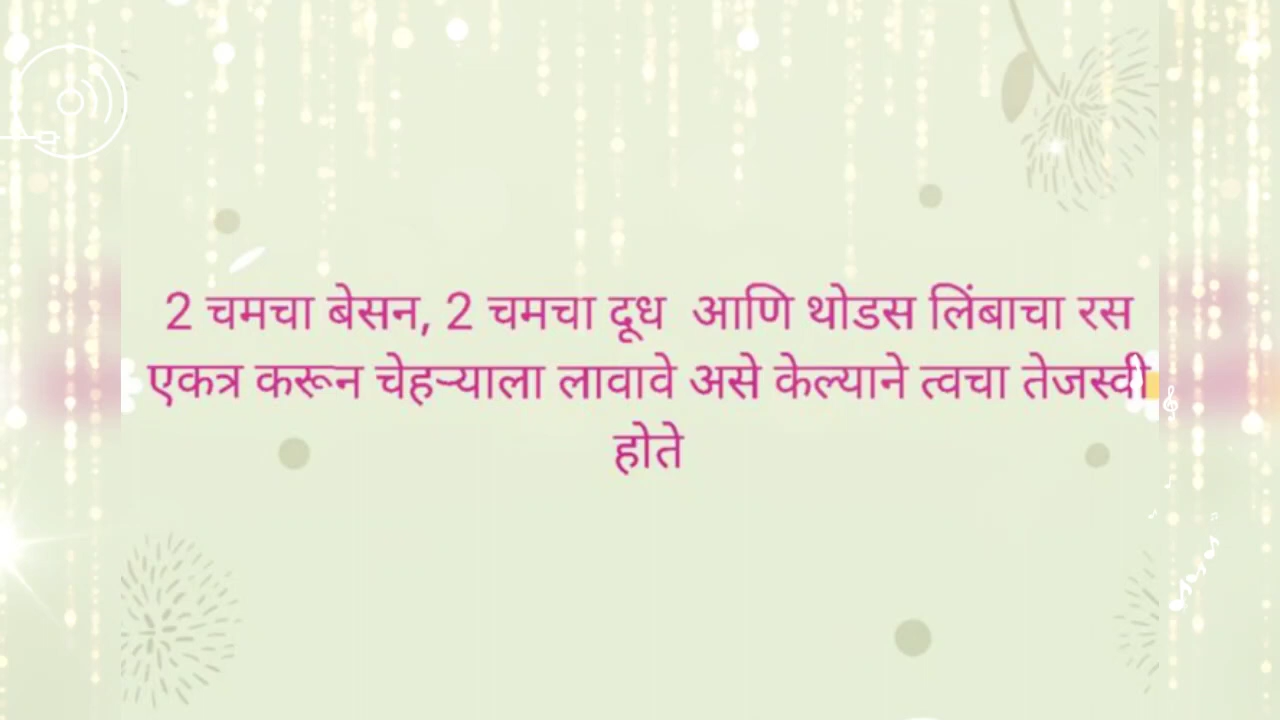 2 चमचा बेसन, 2 चमचा दूध आणि थोडस लिंबाचा रस
एकत्र करून चेहऱ्याला लावावे असे केल्याने त्वचा तेजस्वी
होते